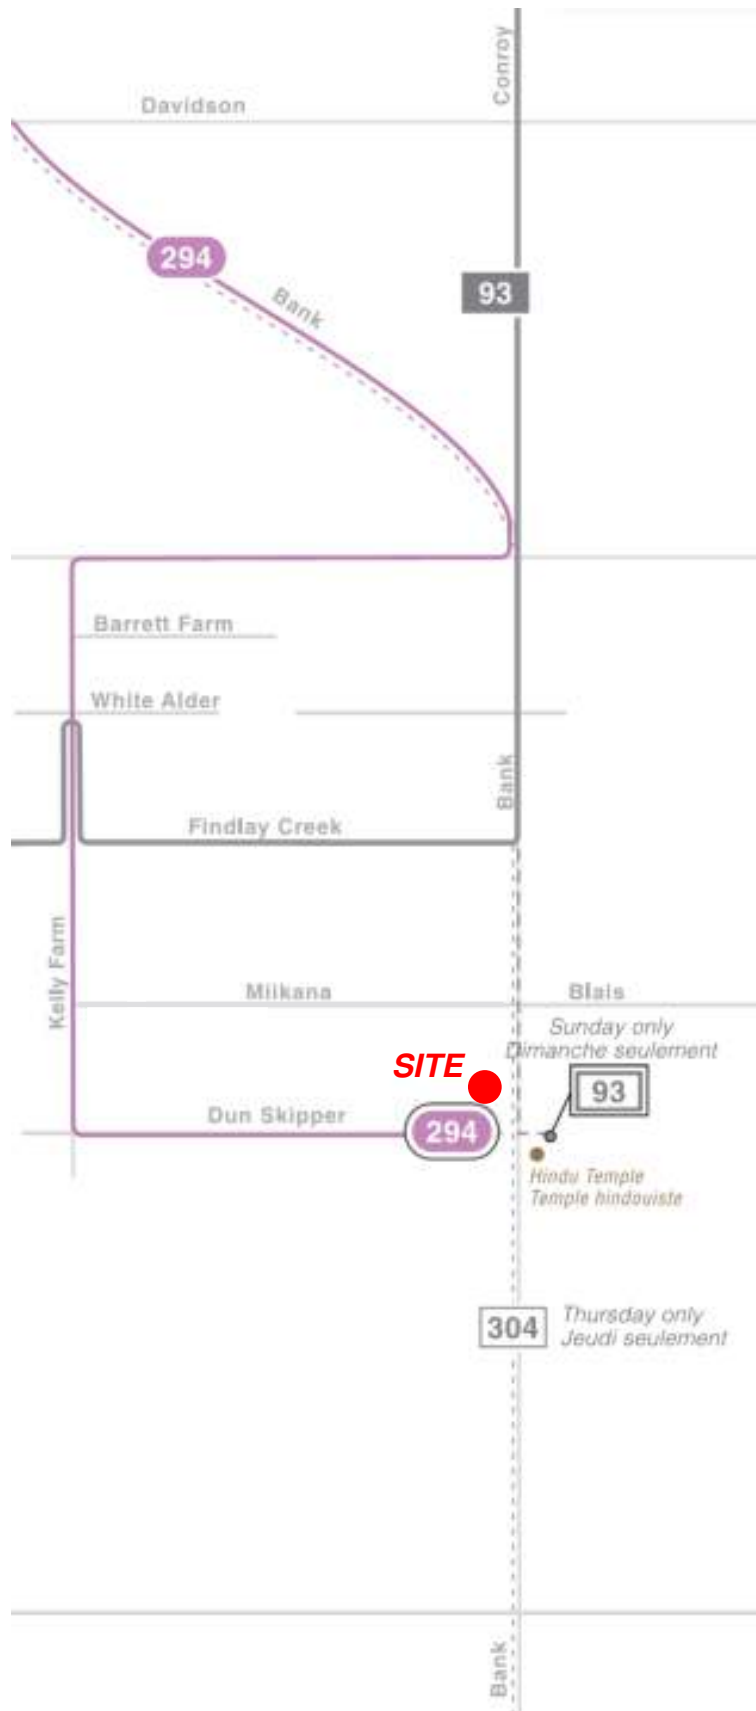 Conroy
Davidson
294
93
Bank
Barrett Farm
White Alder
Bank
Findlay Creek
Kelly Farm
Miikana
Blais
Sunday only
Dimanche seulement
SITE
93
Dun Skipper
294
Hindu Temple
Temple hindouiste
304
Thursday only
Jeudi seulement
Bank